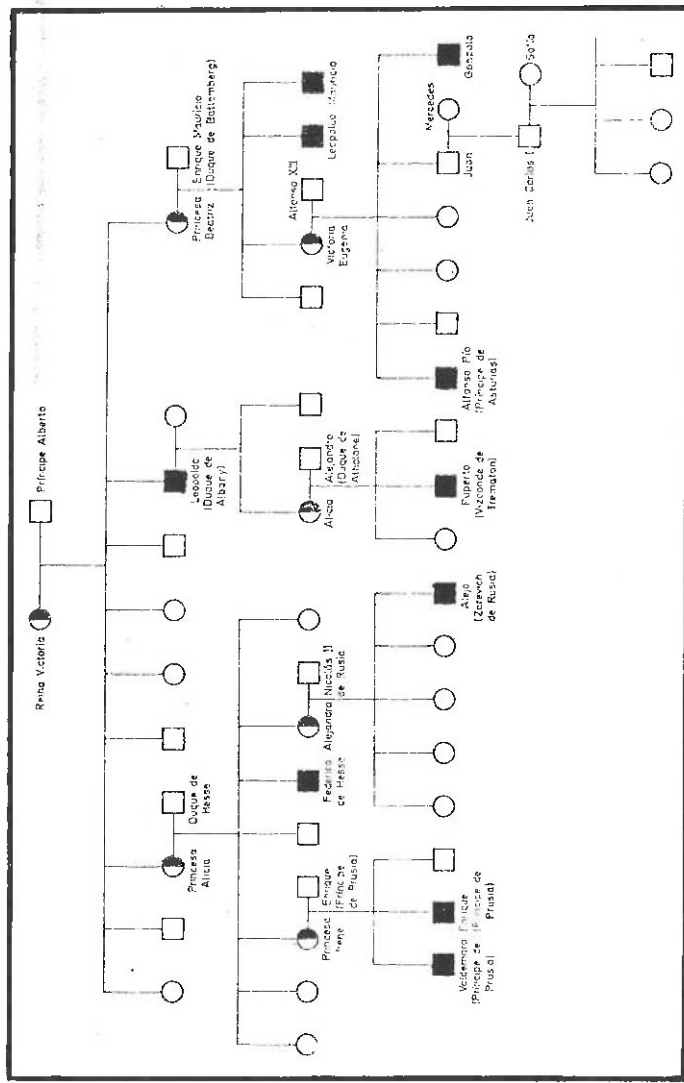 Reina Victoria
Príncipe Alberto
Princesa
Alicia
Duque de
Hesse
Leopoldo
(Duque de
Albany)
Princesa
Beatriz
Enrique Mauricio
(Duque de Battemberg)
Princesa
Irene
Enrique
(Príncipe
de Prusia)
Federico
de Hesse
Alejandra
Nicolás II
de Rusia
Alicia
Alejandro
(Duque de
Athalone)
Victoria
Eugenia
Alfonso XIII
Leopoldo
Mauricio
Valdemaro
(Príncipe de
Prusia)
Enrique
(Príncipe de
Prusia)
Alejo
(Zarevich
de Rusia)
Ruperto
(Vizconde de
Trematon)
Alfonso Pío
(Príncipe de
Asturias)
Juan
Mercedes
Gonzalo
Juan Carlos I
Sofía